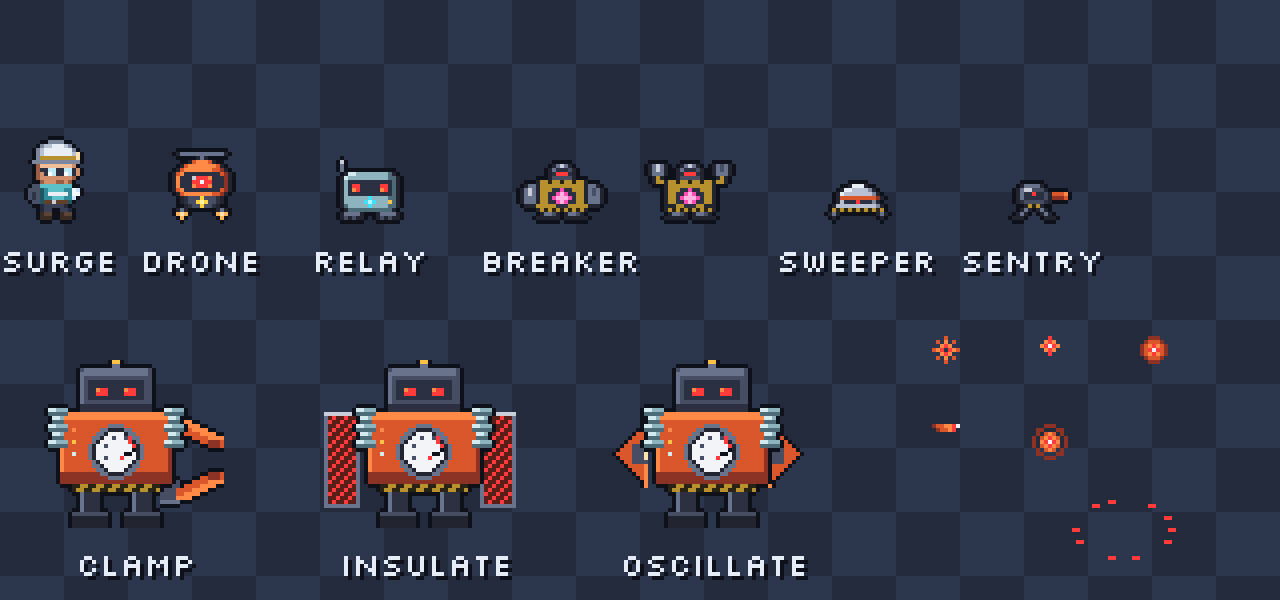 SURGE DRONE RELAY BREAKER SWEEPER SENTRY
CLAMP INSULATE OSCILLATE